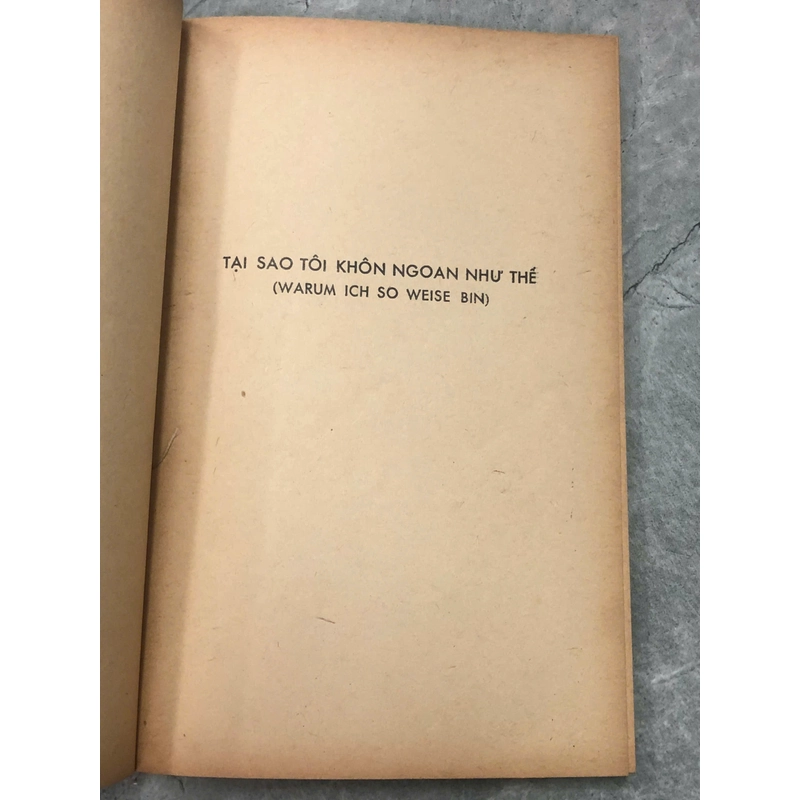 TẠI SAO TÔI KHÔN NGOAN NHƯ THẾ
(WARUM ICH SO WEISE BIN)